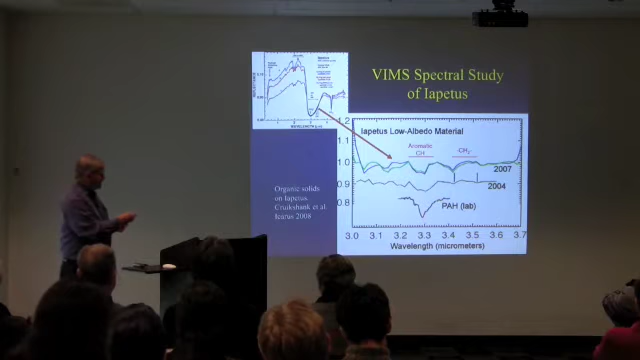 VIMS Spectral Study
of Iapetus
Organic solids
on Iapetus
Cruikshank et al.
Icarus 2008
1.2
1.1
1.0
0.9
0.8
Iapetus Low-Albedo Material
Aromatic
CH
-CH2-
2007
2004
PAH (lab)
3.0 3.1 3.2 3.3 3.4 3.5 3.6 3.7
Wavelength (micrometers)